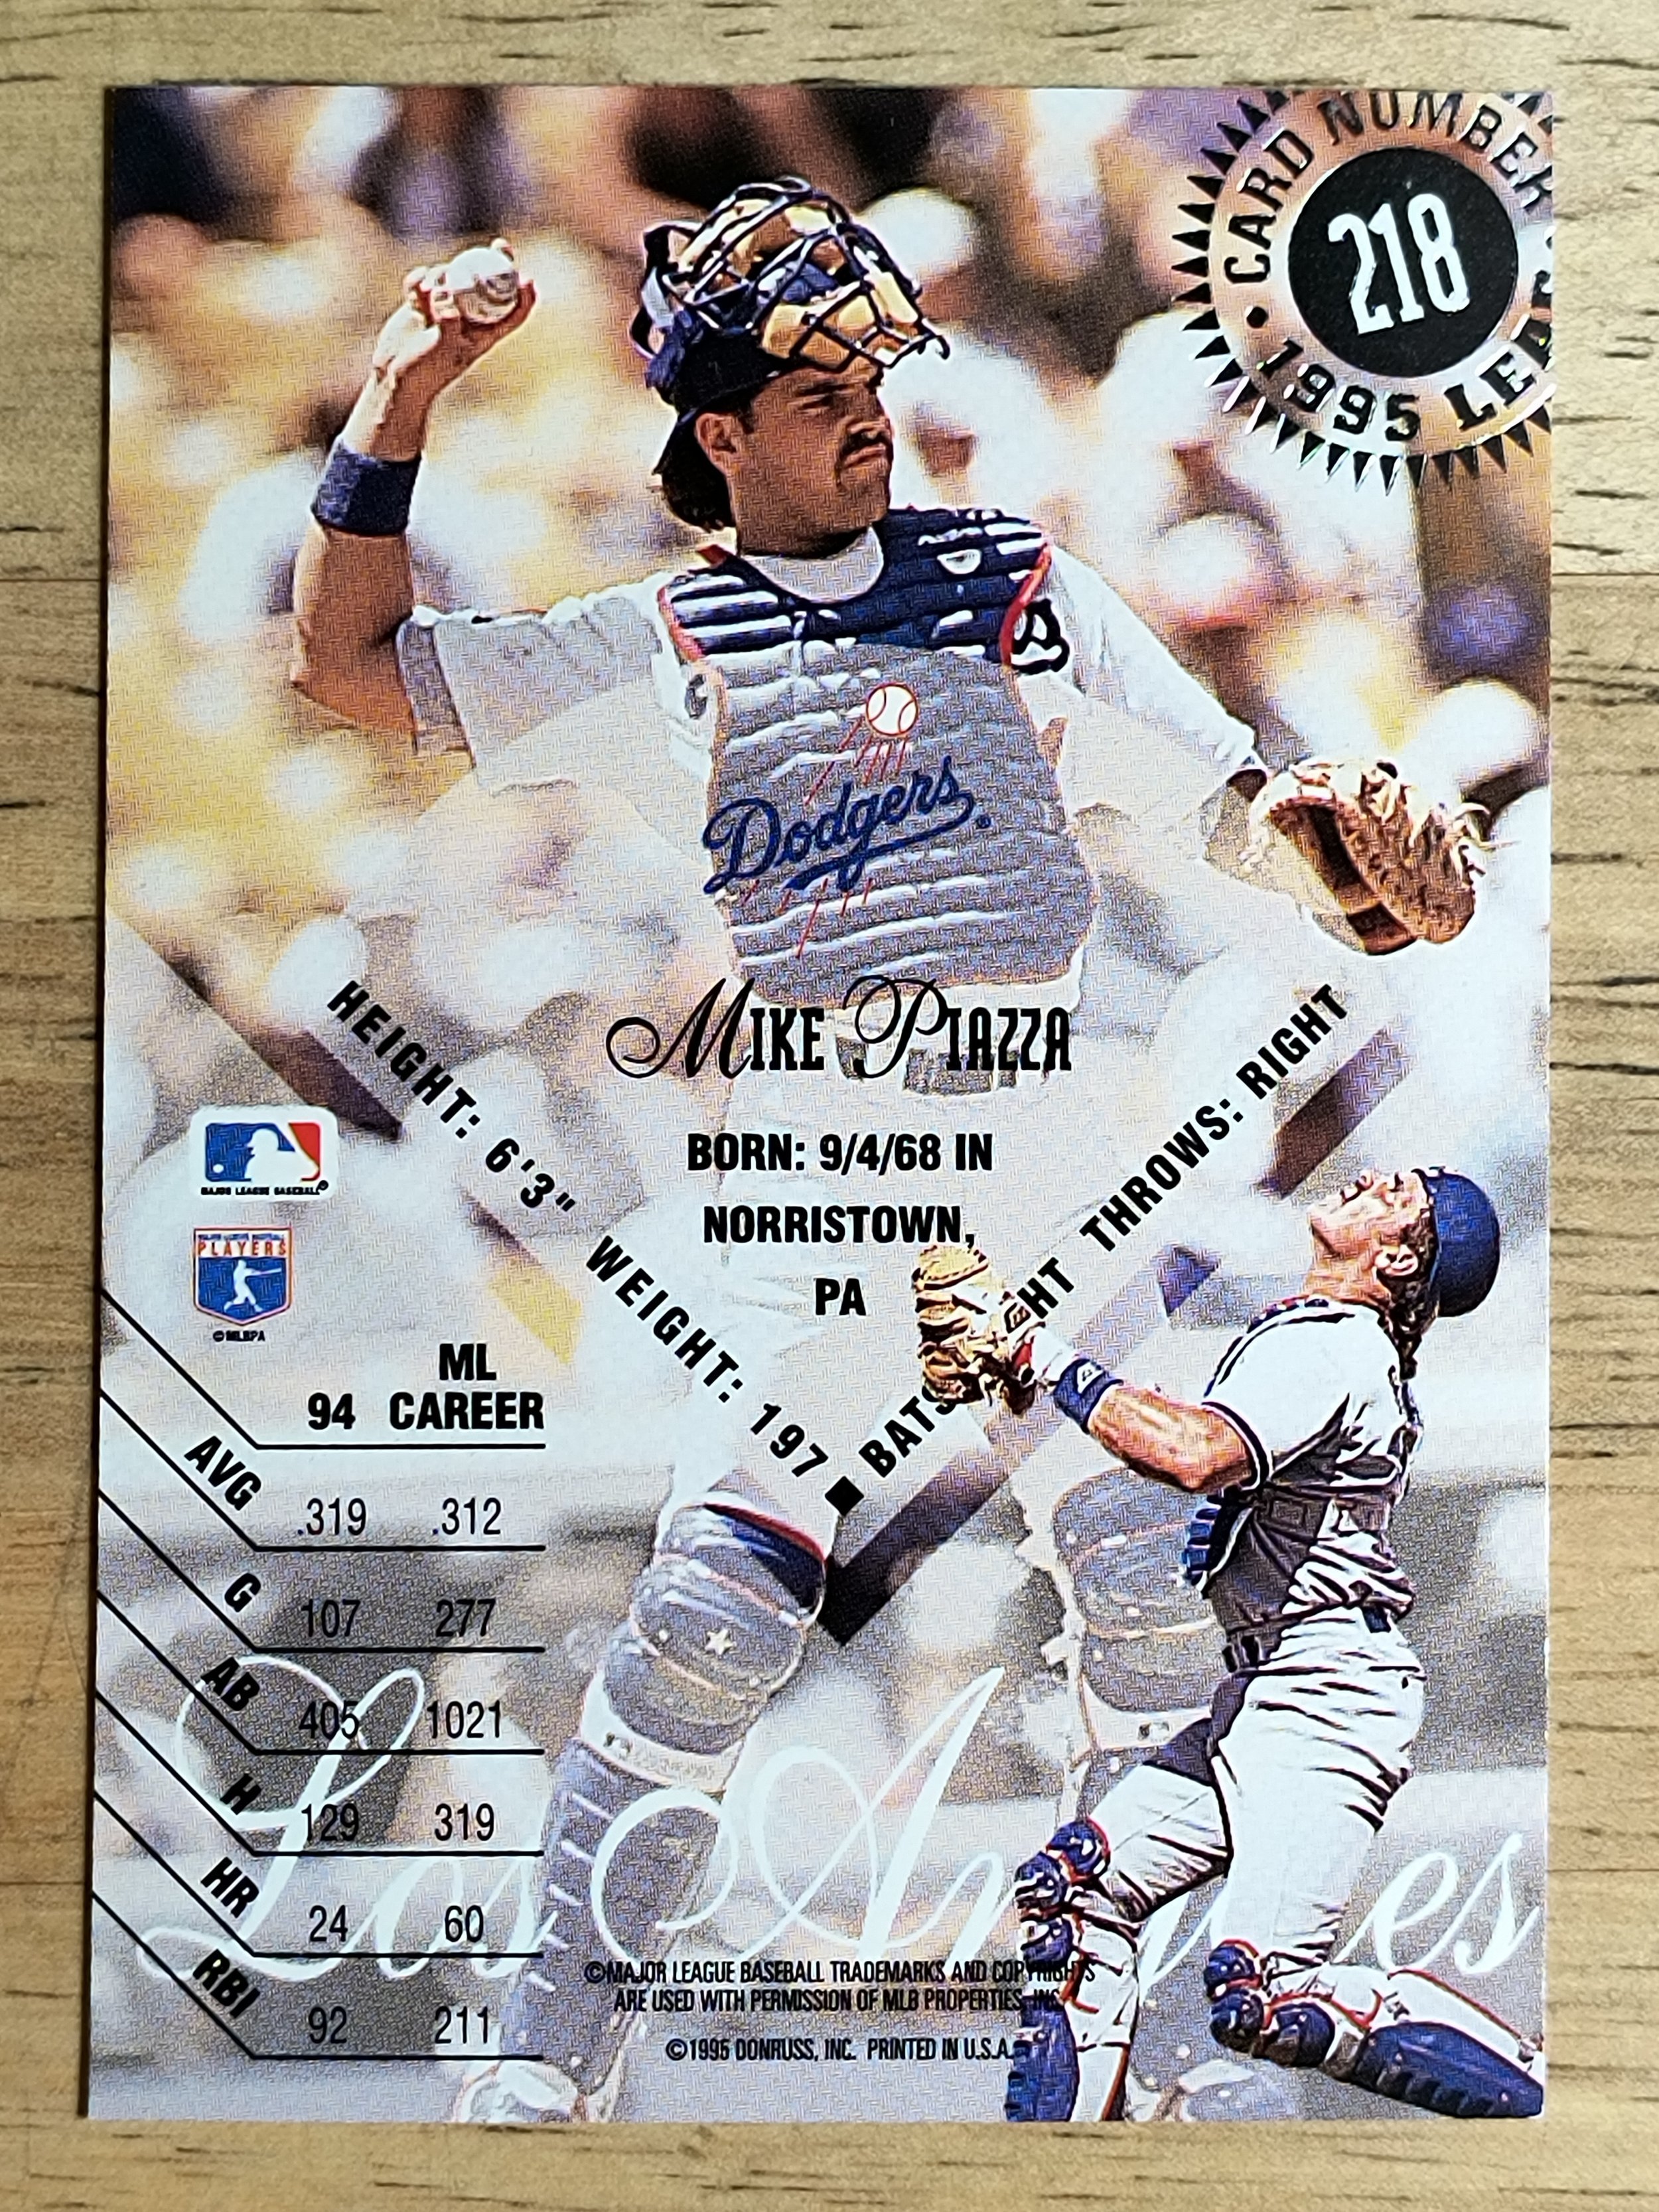 CARD NUMBER
218
• 1995 LEAF
Dodgers
MIKE PIAZZA
HEIGHT: 6'3" WEIGHT: 197 ■ BATS THROWS: RIGHT
BORN: 9/4/68 IN
NORRISTOWN,
PA
MAJOR LEAGUE BASEBALL
MAJOR LEAGUE BASEBALL
PLAYERS
©MLBPA
ML
94 CAREER
AVG .319 .312
G 107 277
AB 405 1021
H 129 319
HR 24 60
RBI 92 211
Los Angeles
©MAJOR LEAGUE BASEBALL TRADEMARKS AND COPYRIGHTS
ARE USED WITH PERMISSION OF MLB PROPERTIES, INC.
©1995 DONRUSS, INC. PRINTED IN U.S.A.